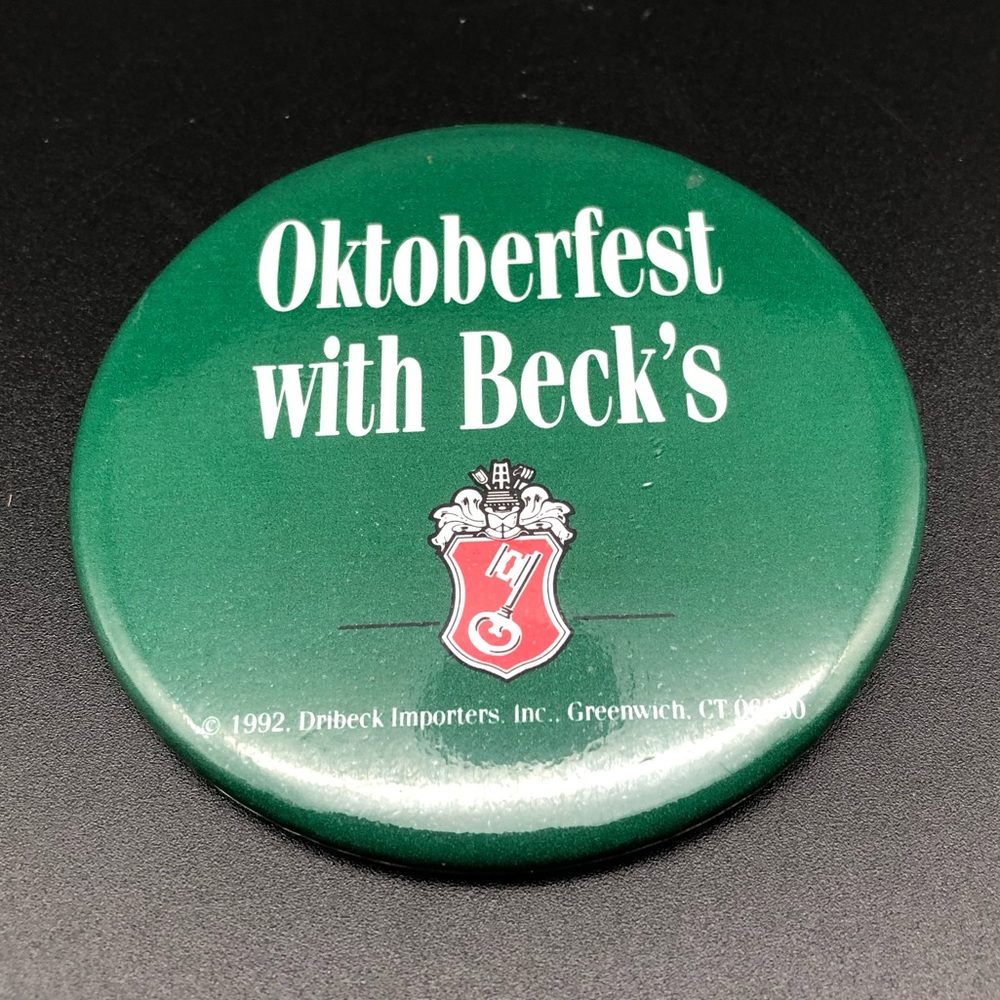 Oktoberfest
with Beck's
© 1992. Dribeck Importers. Inc.. Greenwich. CT